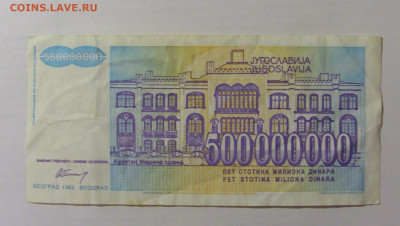 COINS.LAVE.RU
500000000
ЈУГОСЛАВИЈА
JUGOSLAVIJA
500000000
ПЕТ СТОТИНА МИЛИОНА ДИНАРА
PET STOTINA MILIONA DINARA
БЕОГРАД 1993. BEOGRAD